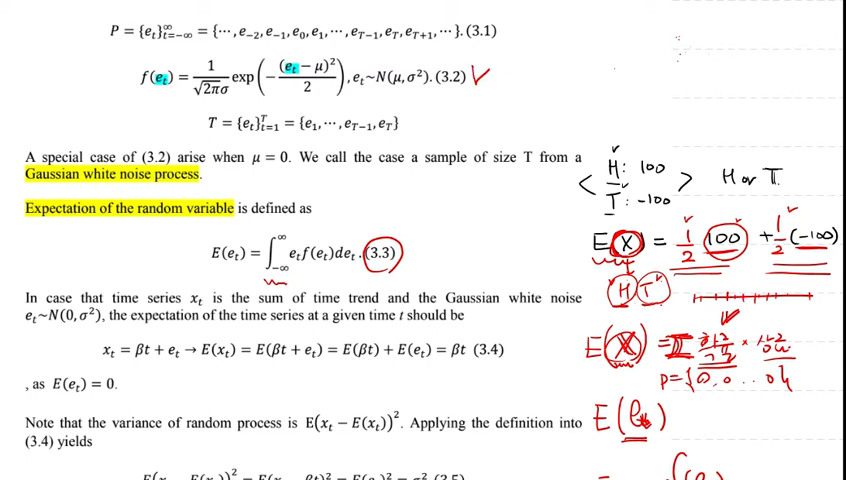 P = {e_t}_{t=-∞}^{∞} = {⋯, e_{-2}, e_{-1}, e_0, e_1, ⋯, e_{T-1}, e_T, e_{T+1}, ⋯}. (3.1)
f(e_t) = 1/(√2πσ) exp(−(e_t − μ)²/2), e_t~N(μ, σ²). (3.2)
T = {e_t}_{t=1}^{T} = {e_1, ⋯, e_{T-1}, e_T}
A special case of (3.2) arise when μ = 0. We call the case a sample of size T from a
Gaussian white noise process.
Expectation of the random variable is defined as
E(e_t) = ∫_{-∞}^{∞} e_t f(e_t)de_t. (3.3)
In case that time series x_t is the sum of time trend and the Gaussian white noise
e_t~N(0, σ²), the expectation of the time series at a given time t should be
x_t = βt + e_t → E(x_t) = E(βt + e_t) = E(βt) + E(e_t) = βt (3.4)
, as E(e_t) = 0.
Note that the variance of random process is E(x_t − E(x_t))². Applying the definition into
(3.4) yields
H: 100
T: -100
H or T.
E(X) = 1/2 100 + 1/2 (-100)
H T
E(X) = Σ 확률 ×
P={0,0...0}
E(e_t)
=